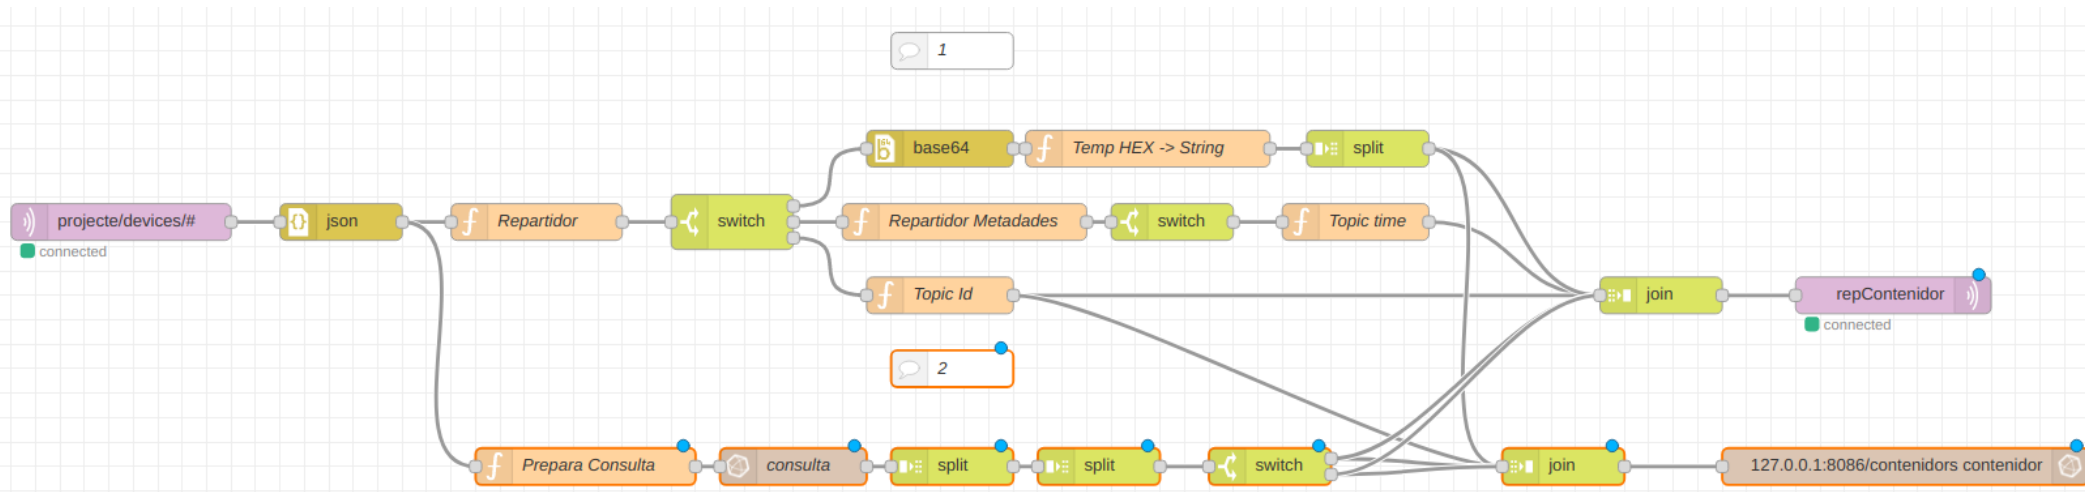 1
base64
Temp HEX -> String
split
projecte/devices/#
json
Repartidor
switch
Repartidor Metadades
switch
Topic time
connected
Topic Id
join
repContenidor
connected
2
Prepara Consulta
consulta
split
split
switch
join
127.0.0.1:8086/contenidors contenidor